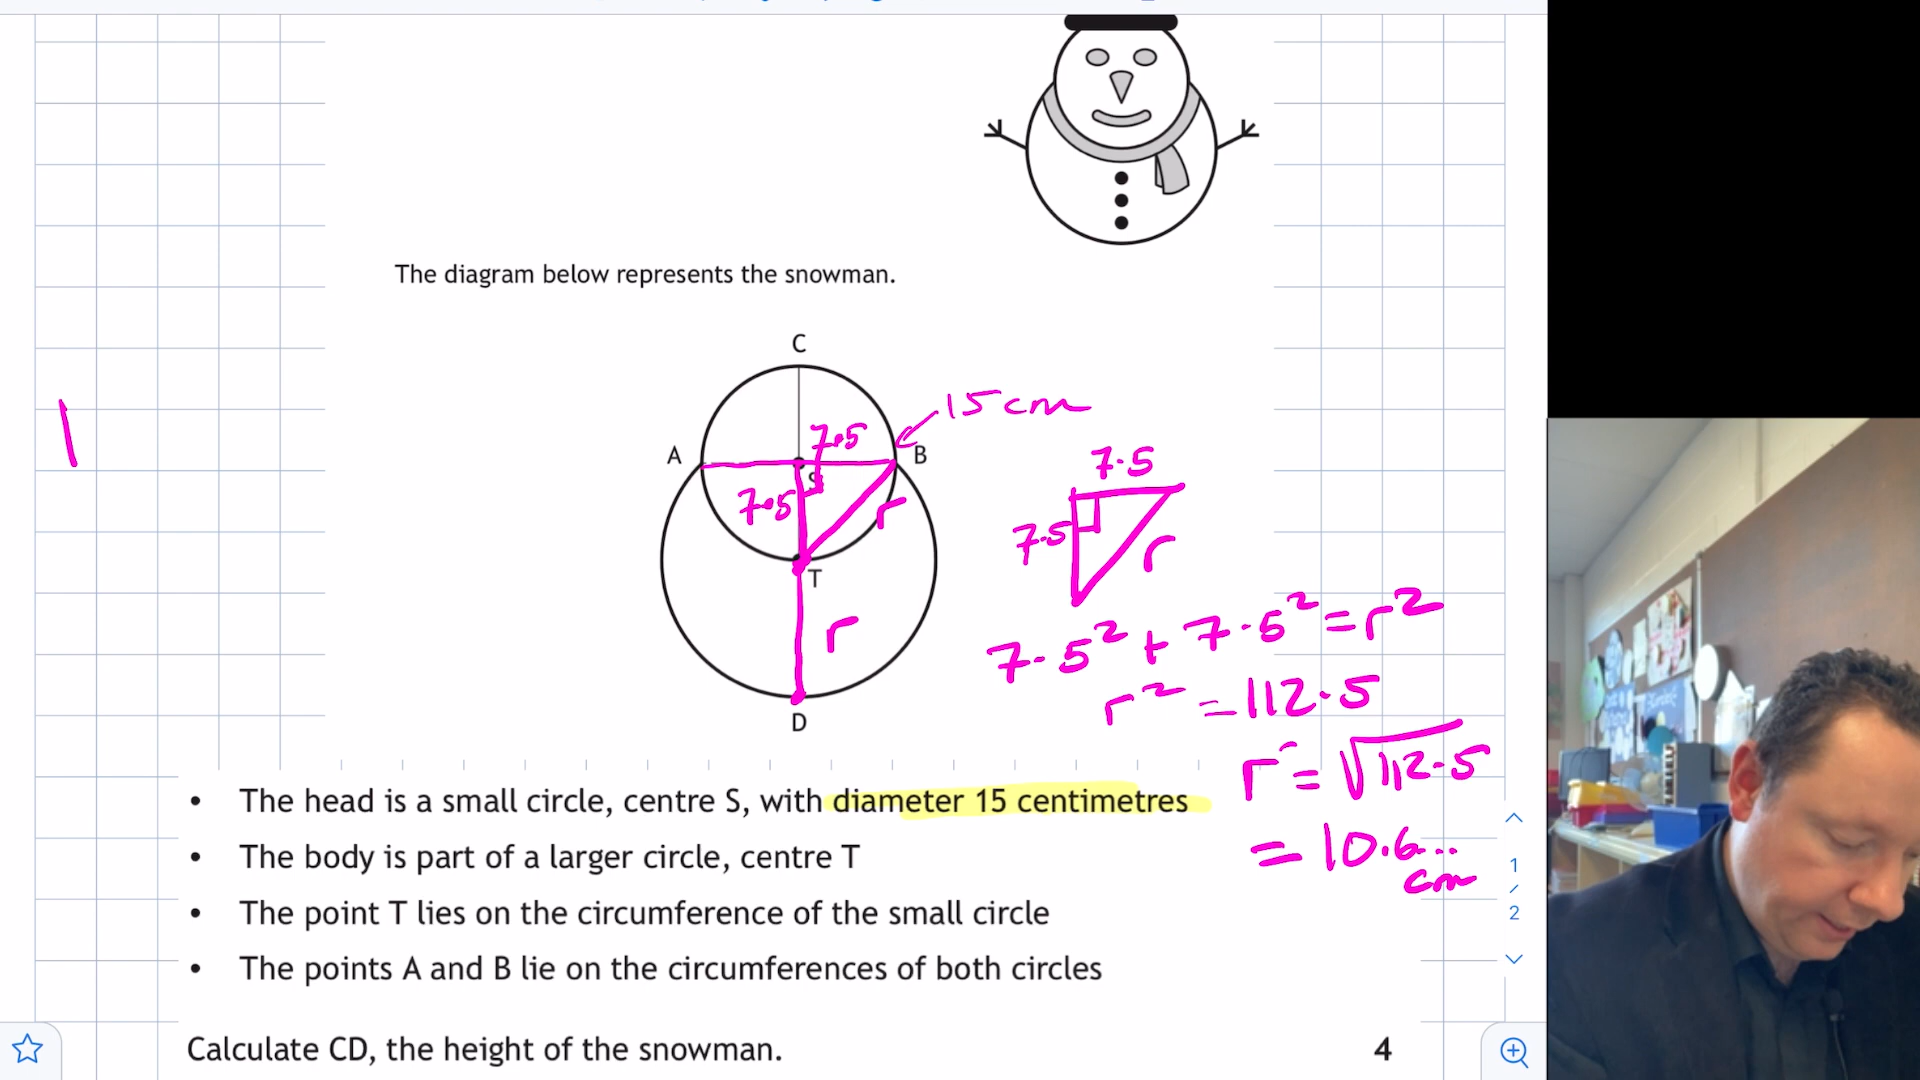 The diagram below represents the snowman.
C
7.5
15 cm
A
B
S
7.5
r
T
r
D
7.5
7.5
r
7.5² + 7.5² = r²
r² = 112.5
r = √112.5
= 10.6...
cm
• The head is a small circle, centre S, with diameter 15 centimetres
• The body is part of a larger circle, centre T
• The point T lies on the circumference of the small circle
• The points A and B lie on the circumferences of both circles
Calculate CD, the height of the snowman.
4
1
/
2